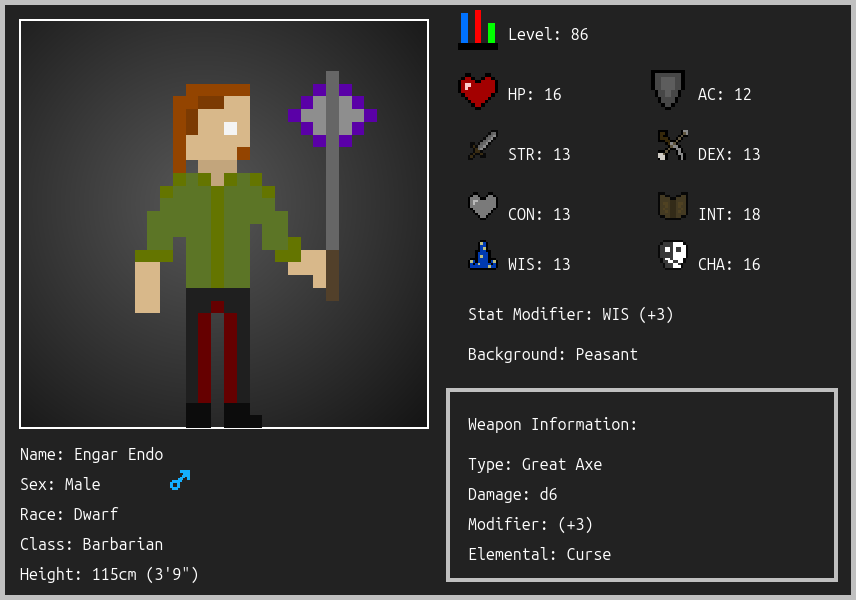 Level: 86
HP: 16
AC: 12
STR: 13
DEX: 13
CON: 13
INT: 18
WIS: 13
CHA: 16
Stat Modifier: WIS (+3)
Background: Peasant
Weapon Information:
Type: Great Axe
Damage: d6
Modifier: (+3)
Elemental: Curse
Name: Engar Endo
Sex: Male
Race: Dwarf
Class: Barbarian
Height: 115cm (3'9")